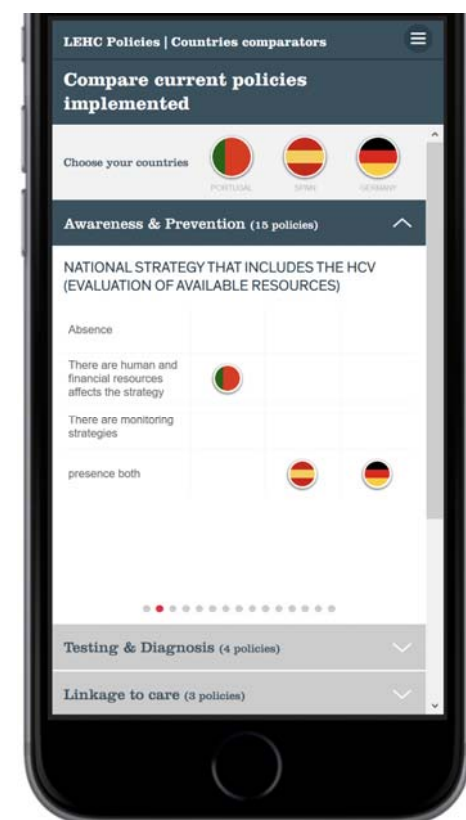 LEHC Policies | Countries comparators
Compare current policies
implemented
Choose your countries
PORTUGAL
SPAIN
GERMANY
Awareness & Prevention (15 policies)
NATIONAL STRATEGY THAT INCLUDES THE HCV
(EVALUATION OF AVAILABLE RESOURCES)
Absence
There are human and
financial resources
affects the strategy
There are monitoring
strategies
presence both
Testing & Diagnosis (4 policies)
Linkage to care (3 policies)